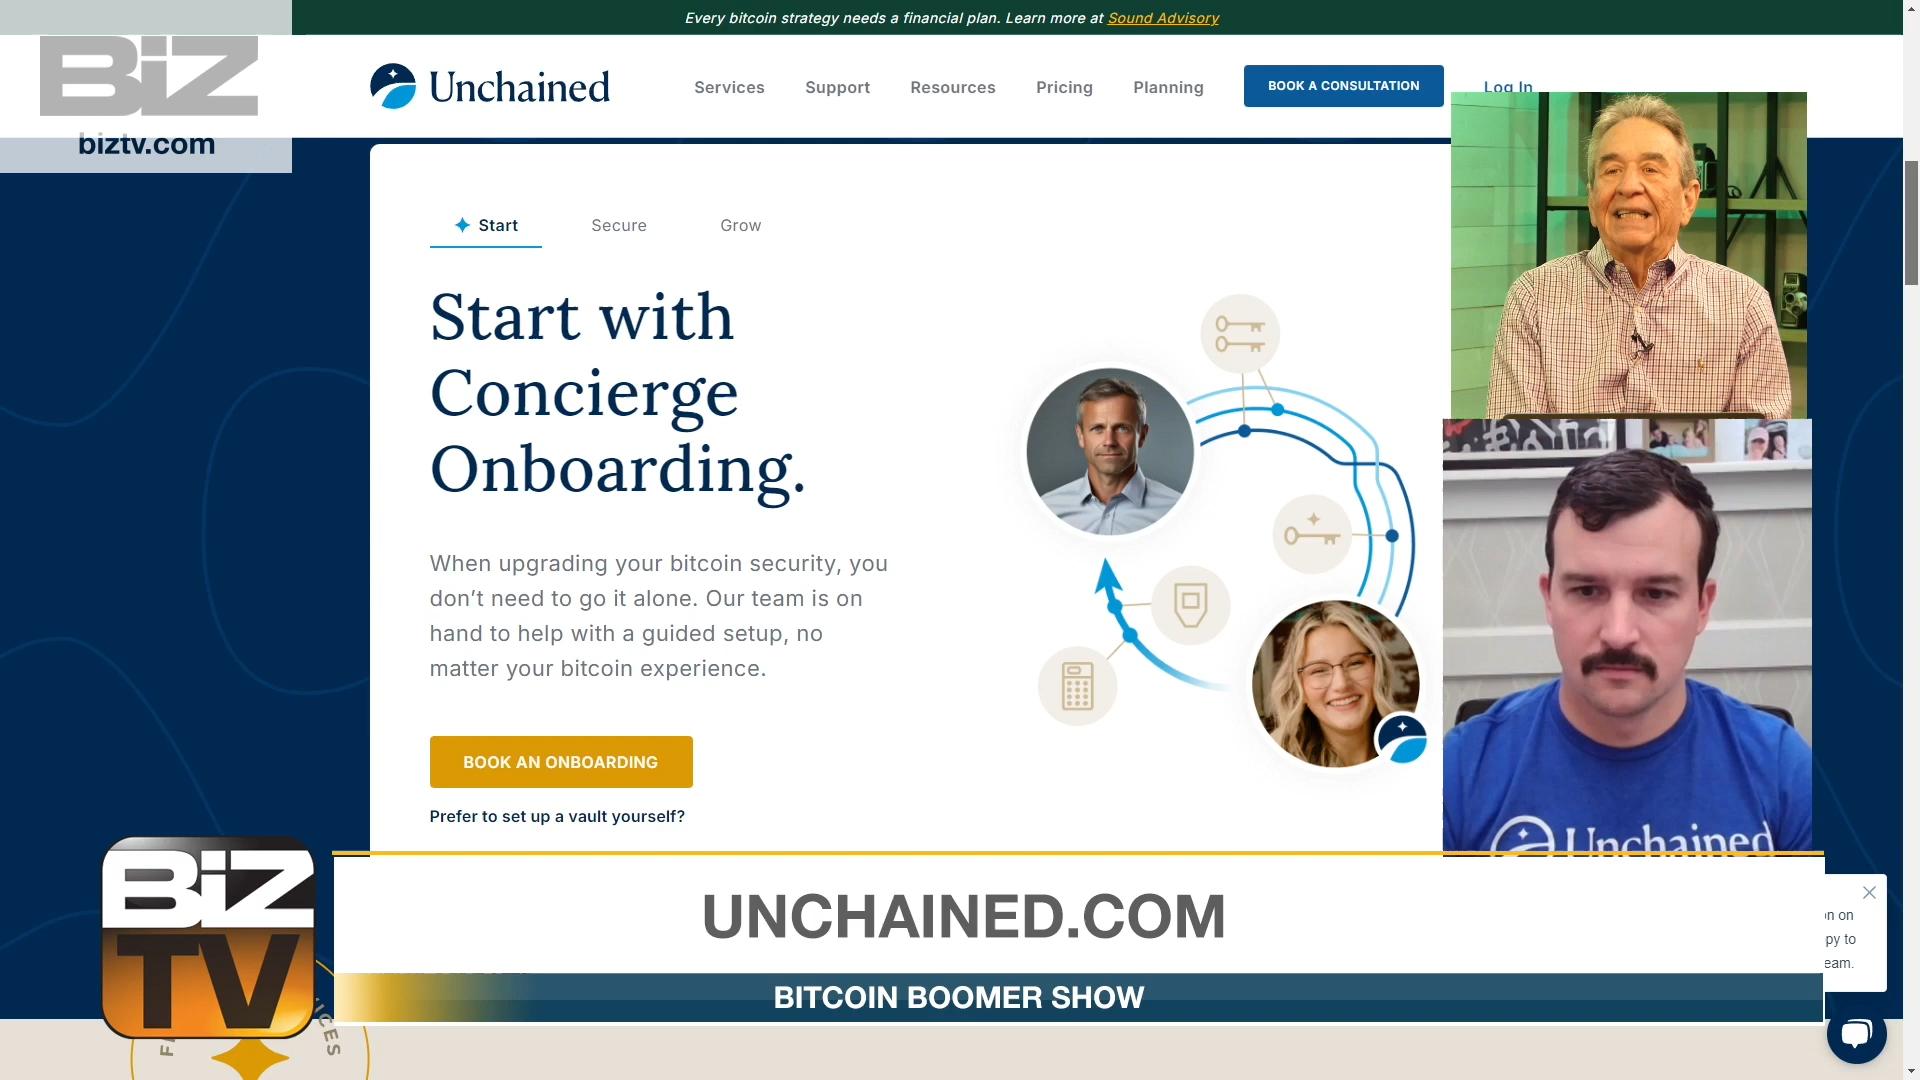 Every bitcoin strategy needs a financial plan. Learn more at Sound Advisory
BiZ
biztv.com
Unchained
Services
Support
Resources
Pricing
Planning
BOOK A CONSULTATION
Log In
Start
Secure
Grow
Start with
Concierge
Onboarding.
When upgrading your bitcoin security, you
don’t need to go it alone. Our team is on
hand to help with a guided setup, no
matter your bitcoin experience.
BOOK AN ONBOARDING
Prefer to set up a vault yourself?
Unchained
BiZ
TV
UNCHAINED.COM
BITCOIN BOOMER SHOW
on
to